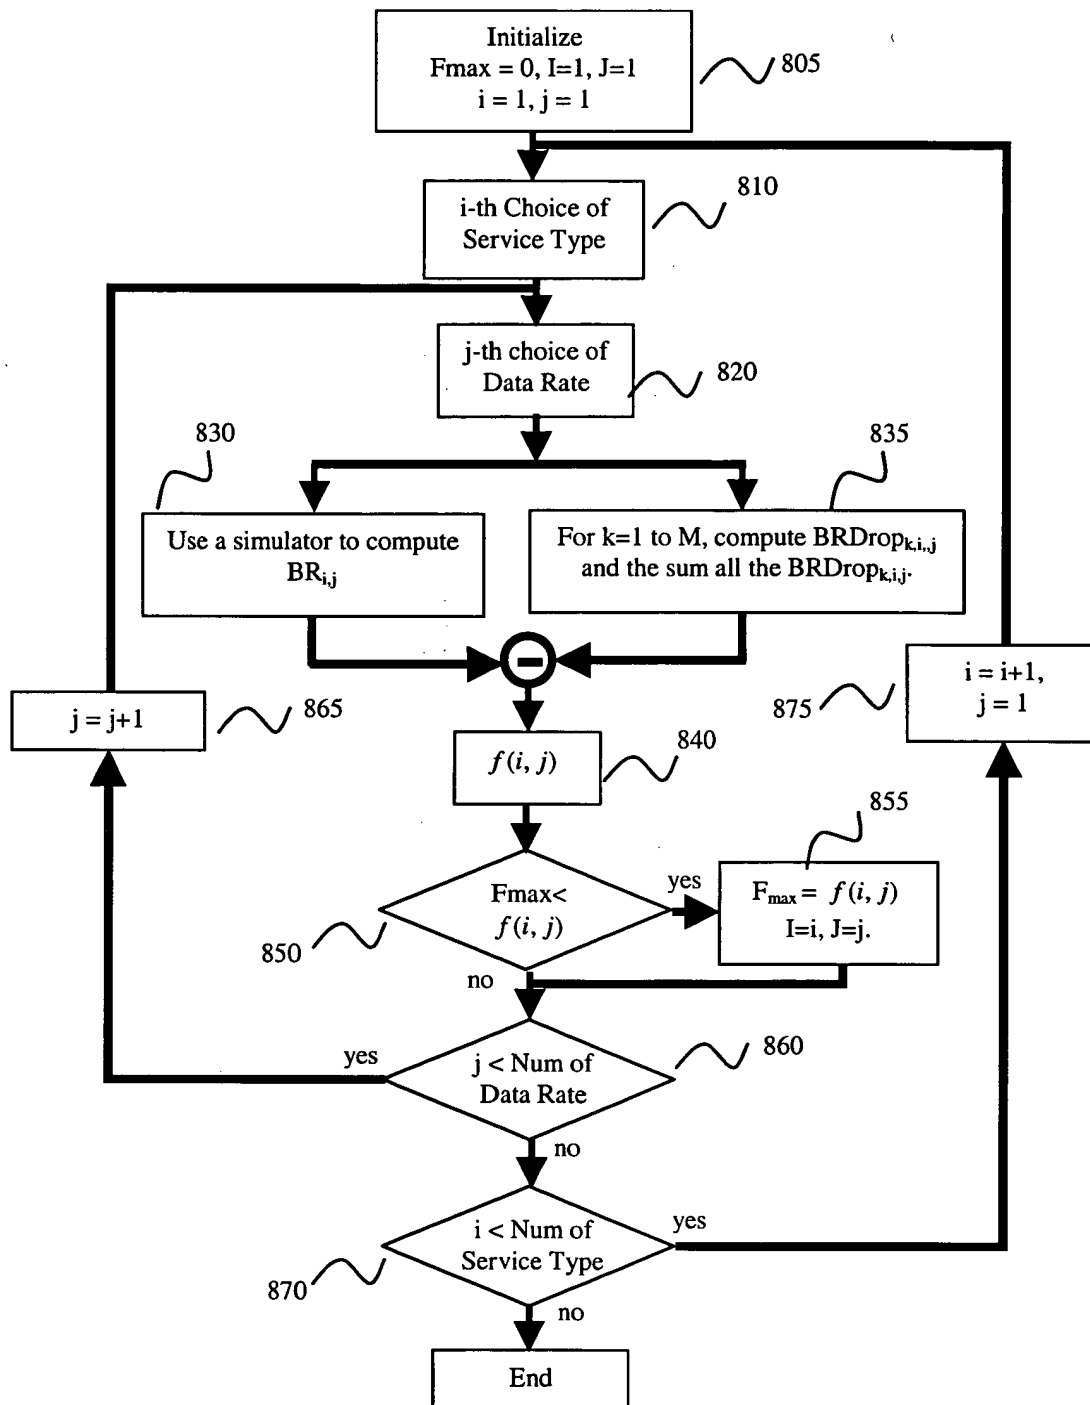 Initialize
Fmax = 0, I=1, J=1
i = 1, j = 1
805
i-th Choice of
Service Type
810
j-th choice of
Data Rate
820
830
835
Use a simulator to compute
BRi,j
For k=1 to M, compute BRDropk,i,,j
and the sum all the BRDropk,i,j.
-
j = j+1
865
i = i+1,
j = 1
875
f(i, j)
840
855
Fmax<
f(i, j)
850
yes
Fmax = f(i, j)
I=i, J=j.
no
j < Num of
Data Rate
860
yes
no
i < Num of
Service Type
870
yes
no
End